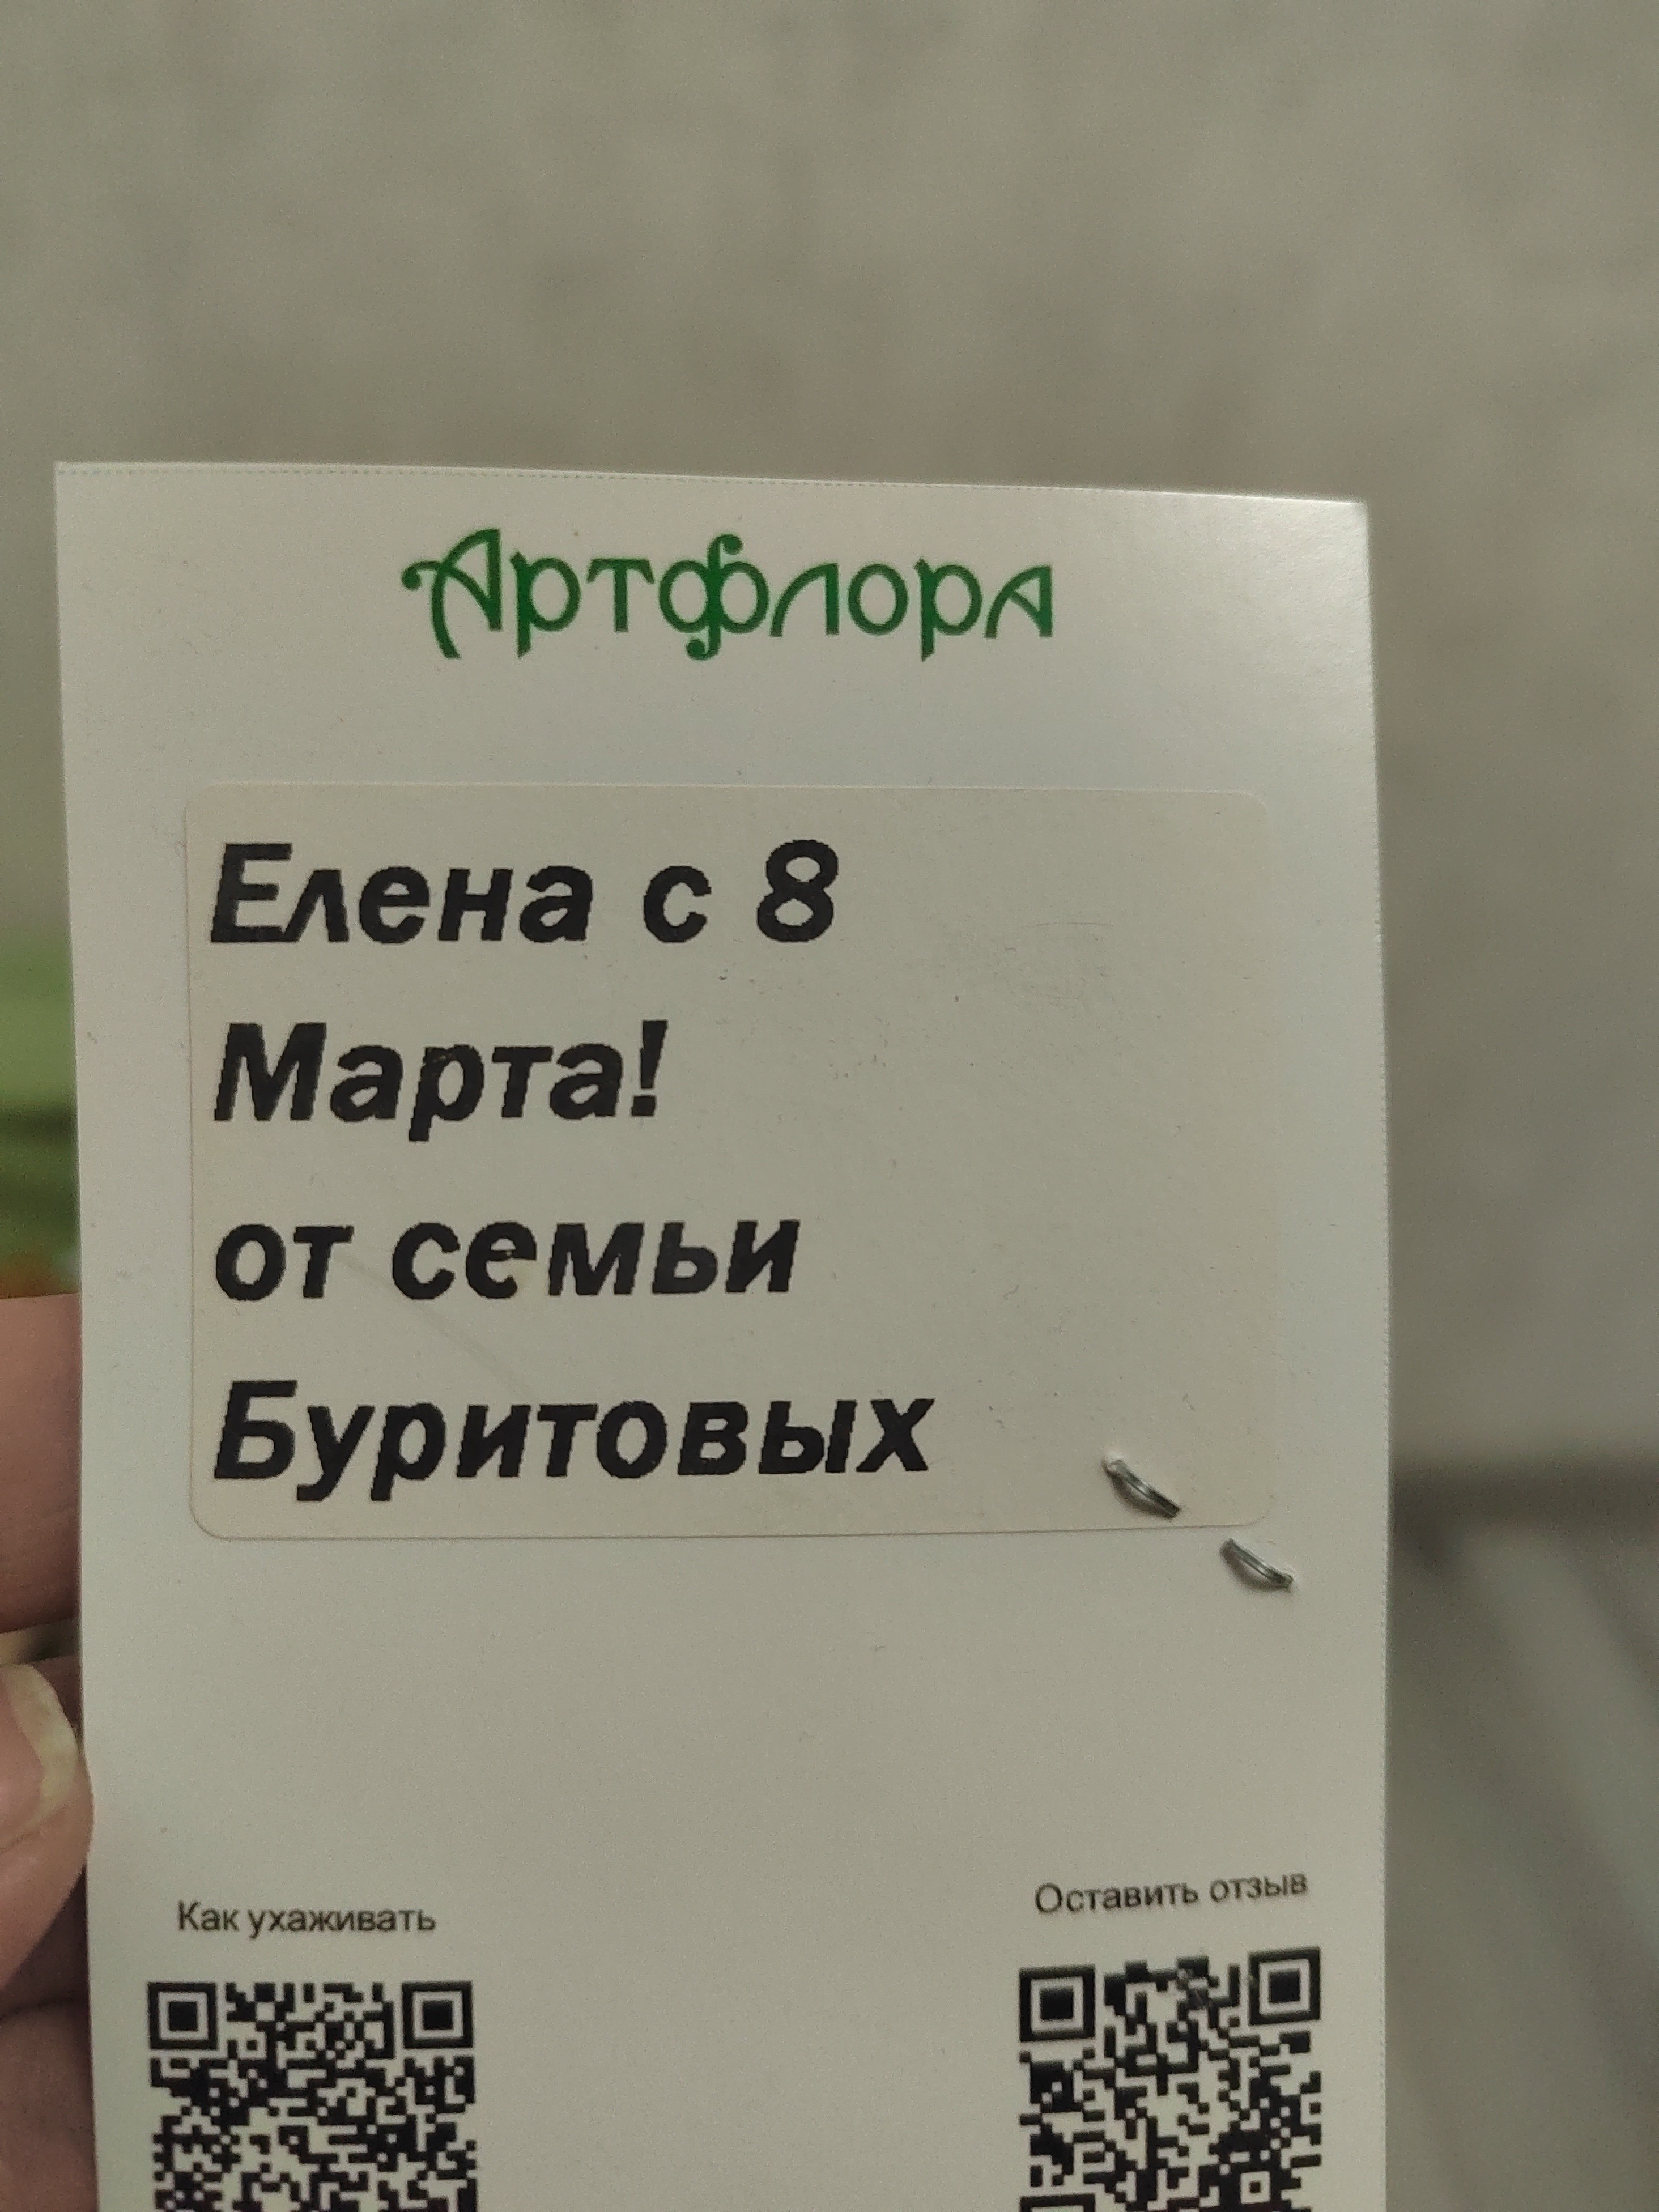 Артфлора
Елена с 8
Марта!
от семьи
Буритовых
Как ухаживать
Оставить отзыв